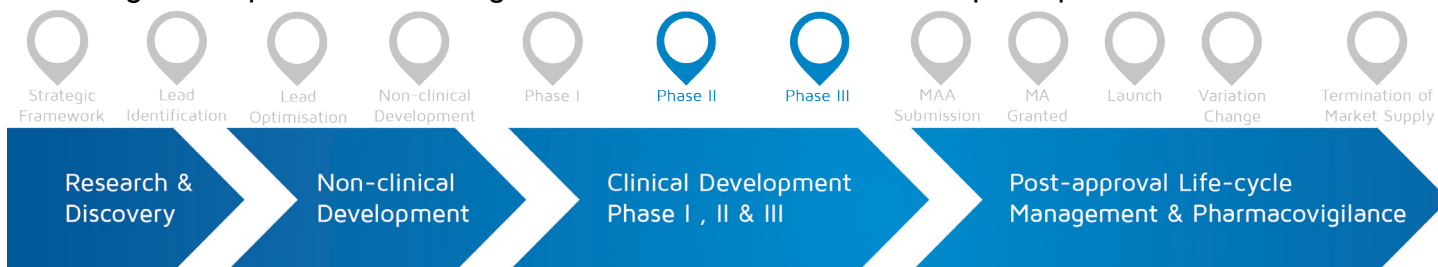 Strategic
Framework
Lead
Identification
Lead
Optimisation
Non-clinical
Development
Phase I
Phase II
Phase III
MAA
Submission
MA
Granted
Launch
Variation
Change
Termination of
Market Supply
Research &
Discovery
Non-clinical
Development
Clinical Development
Phase I , II & III
Post-approval Life-cycle
Management & Pharmacovigilance